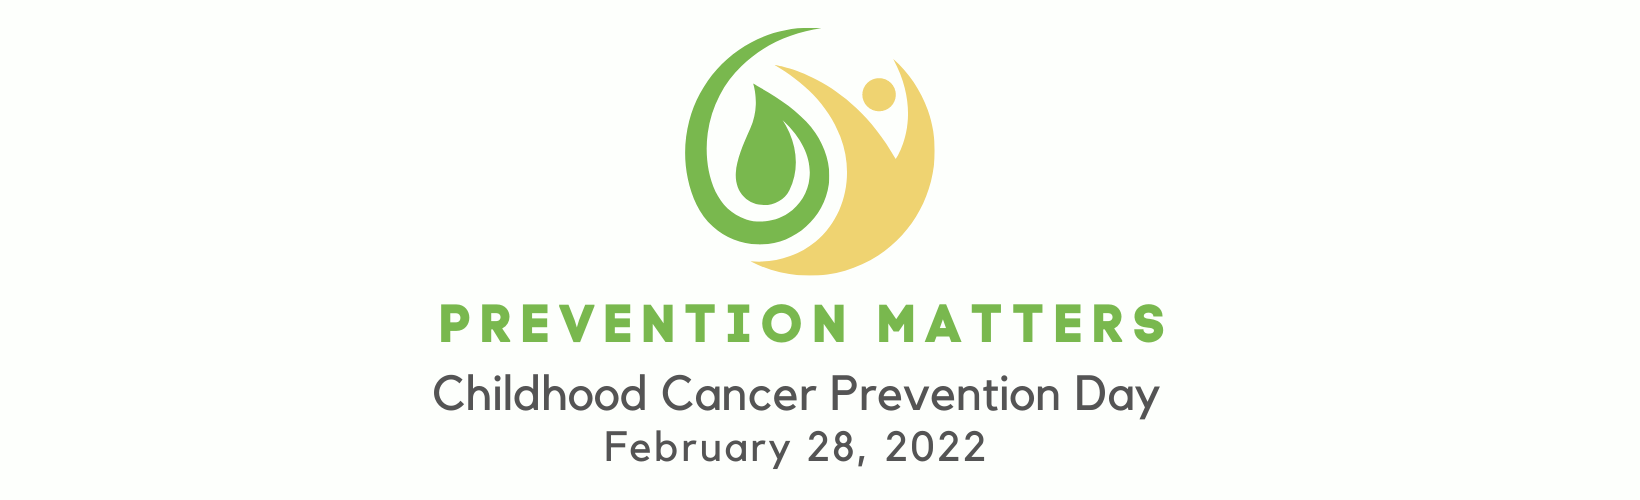 PREVENTION MATTERS
Childhood Cancer Prevention Day
February 28, 2022